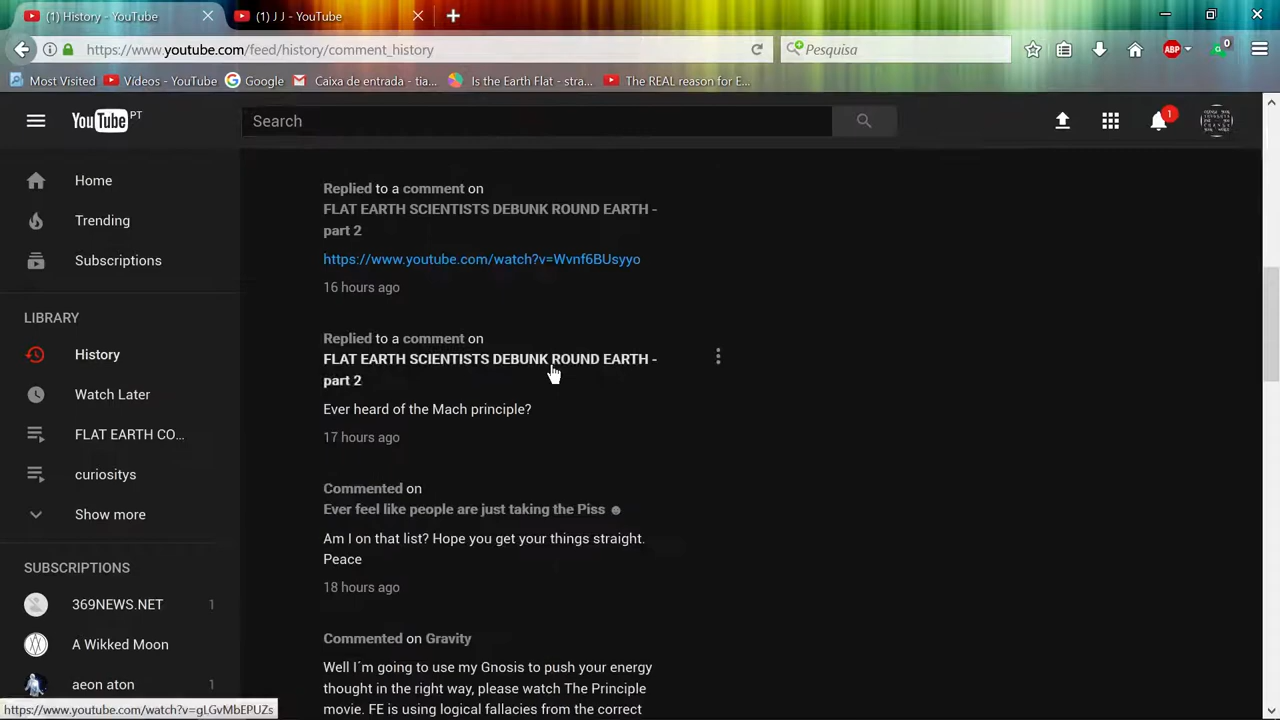 (1) History - YouTube
(1) J J - YouTube
https://www.youtube.com/feed/history/comment_history
Pesquisa
ABP
0
Most Visited
Vídeos - YouTube
Google
Caixa de entrada - tia...
Is the Earth Flat - stra...
The REAL reason for E...
YouTube PT
Search
1
Home
Trending
Subscriptions
LIBRARY
History
Watch Later
FLAT EARTH CO...
curiositys
Show more
SUBSCRIPTIONS
369NEWS.NET 1
A Wikked Moon
aeon aton 1
Replied to a comment on
FLAT EARTH SCIENTISTS DEBUNK ROUND EARTH -
part 2
https://www.youtube.com/watch?v=Wvnf6BUsyyo
16 hours ago
Replied to a comment on
FLAT EARTH SCIENTISTS DEBUNK ROUND EARTH -
part 2
Ever heard of the Mach principle?
17 hours ago
Commented on
Ever feel like people are just taking the Piss ☻
Am I on that list? Hope you get your things straight.
Peace
18 hours ago
Commented on Gravity
Well I´m going to use my Gnosis to push your energy
thought in the right way, please watch The Principle
movie. FE is using logical fallacies from the correct
https://www.youtube.com/watch?v=gLGvMbEPUZs